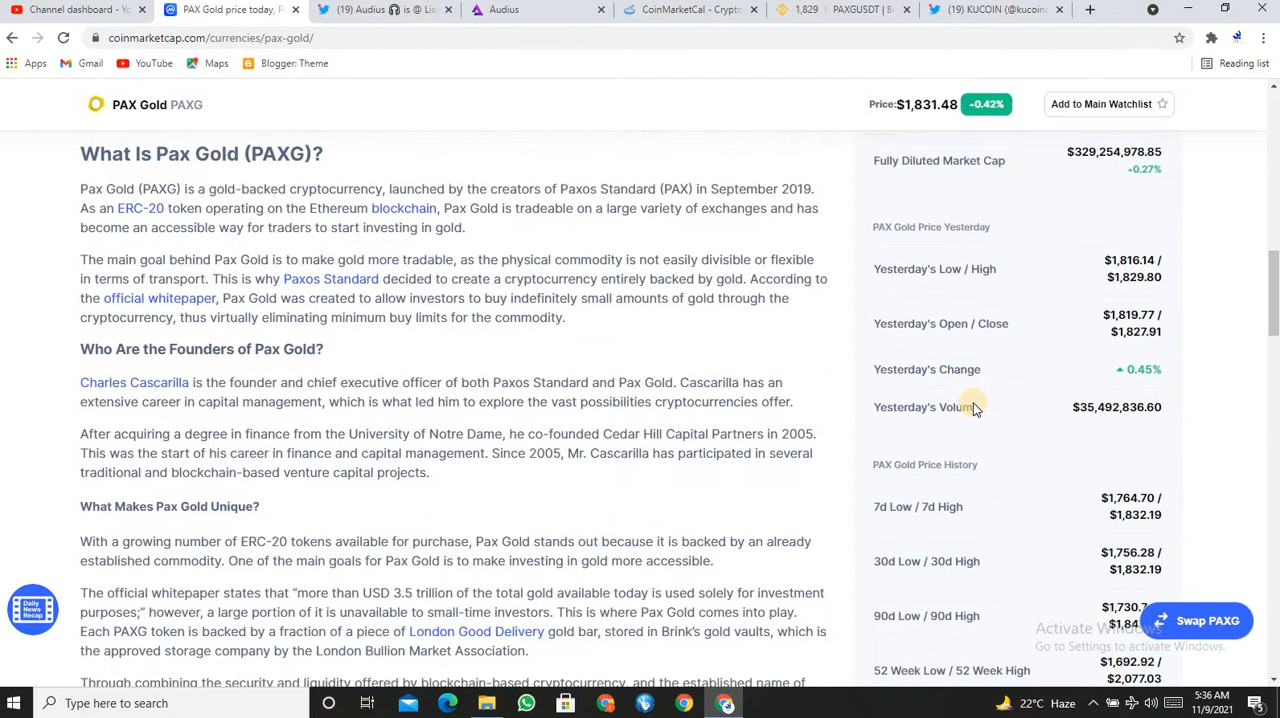 Channel dashboard - You
PAX Gold price today, PA
(19) Audius 🎧 is @ Lis
Audius
CoinMarketCal - Crypto
1,829 PAXGUSDT | B
(19) KUCOIN (@kucoin
coinmarketcap.com/currencies/pax-gold/
Apps Gmail YouTube Maps Blogger: Theme Reading list
PAX Gold PAXG Price:$1,831.48 -0.42% Add to Main Watchlist
What Is Pax Gold (PAXG)?
Pax Gold (PAXG) is a gold-backed cryptocurrency, launched by the creators of Paxos Standard (PAX) in September 2019.
As an ERC-20 token operating on the Ethereum blockchain, Pax Gold is tradeable on a large variety of exchanges and has
become an accessible way for traders to start investing in gold.
The main goal behind Pax Gold is to make gold more tradable, as the physical commodity is not easily divisible or flexible
in terms of transport. This is why Paxos Standard decided to create a cryptocurrency entirely backed by gold. According to
the official whitepaper, Pax Gold was created to allow investors to buy indefinitely small amounts of gold through the
cryptocurrency, thus virtually eliminating minimum buy limits for the commodity.
Who Are the Founders of Pax Gold?
Charles Cascarilla is the founder and chief executive officer of both Paxos Standard and Pax Gold. Cascarilla has an
extensive career in capital management, which is what led him to explore the vast possibilities cryptocurrencies offer.
After acquiring a degree in finance from the University of Notre Dame, he co-founded Cedar Hill Capital Partners in 2005.
This was the start of his career in finance and capital management. Since 2005, Mr. Cascarilla has participated in several
traditional and blockchain-based venture capital projects.
What Makes Pax Gold Unique?
With a growing number of ERC-20 tokens available for purchase, Pax Gold stands out because it is backed by an already
established commodity. One of the main goals for Pax Gold is to make investing in gold more accessible.
The official whitepaper states that “more than USD 3.5 trillion of the total gold available today is used solely for investment
purposes;” however, a large portion of it is unavailable to small-time investors. This is where Pax Gold comes into play.
Each PAXG token is backed by a fraction of a piece of London Good Delivery gold bar, stored in Brink's gold vaults, which is
the approved storage company by the London Bullion Market Association.
Through combining the security and liquidity offered by blockchain-based cryptocurrency, and the established name of
Fully Diluted Market Cap
$329,254,978.85
-0.27%
PAX Gold Price Yesterday
Yesterday's Low / High
$1,816.14 /
$1,829.80
Yesterday's Open / Close
$1,819.77 /
$1,827.91
Yesterday's Change
0.45%
Yesterday's Volum
$35,492,836.60
PAX Gold Price History
7d Low / 7d High
$1,764.70 /
$1,832.19
30d Low / 30d High
$1,756.28 /
$1,832.19
90d Low / 90d High
$1,730.7
$1,84
52 Week Low / 52 Week High
$1,692.92 /
$2,077.03
Daily
News
Recap
Swap PAXG
Activate Windows
Go to Settings to activate Windows.
Type here to search
22°C Haze
5:36 AM
11/9/2021
5